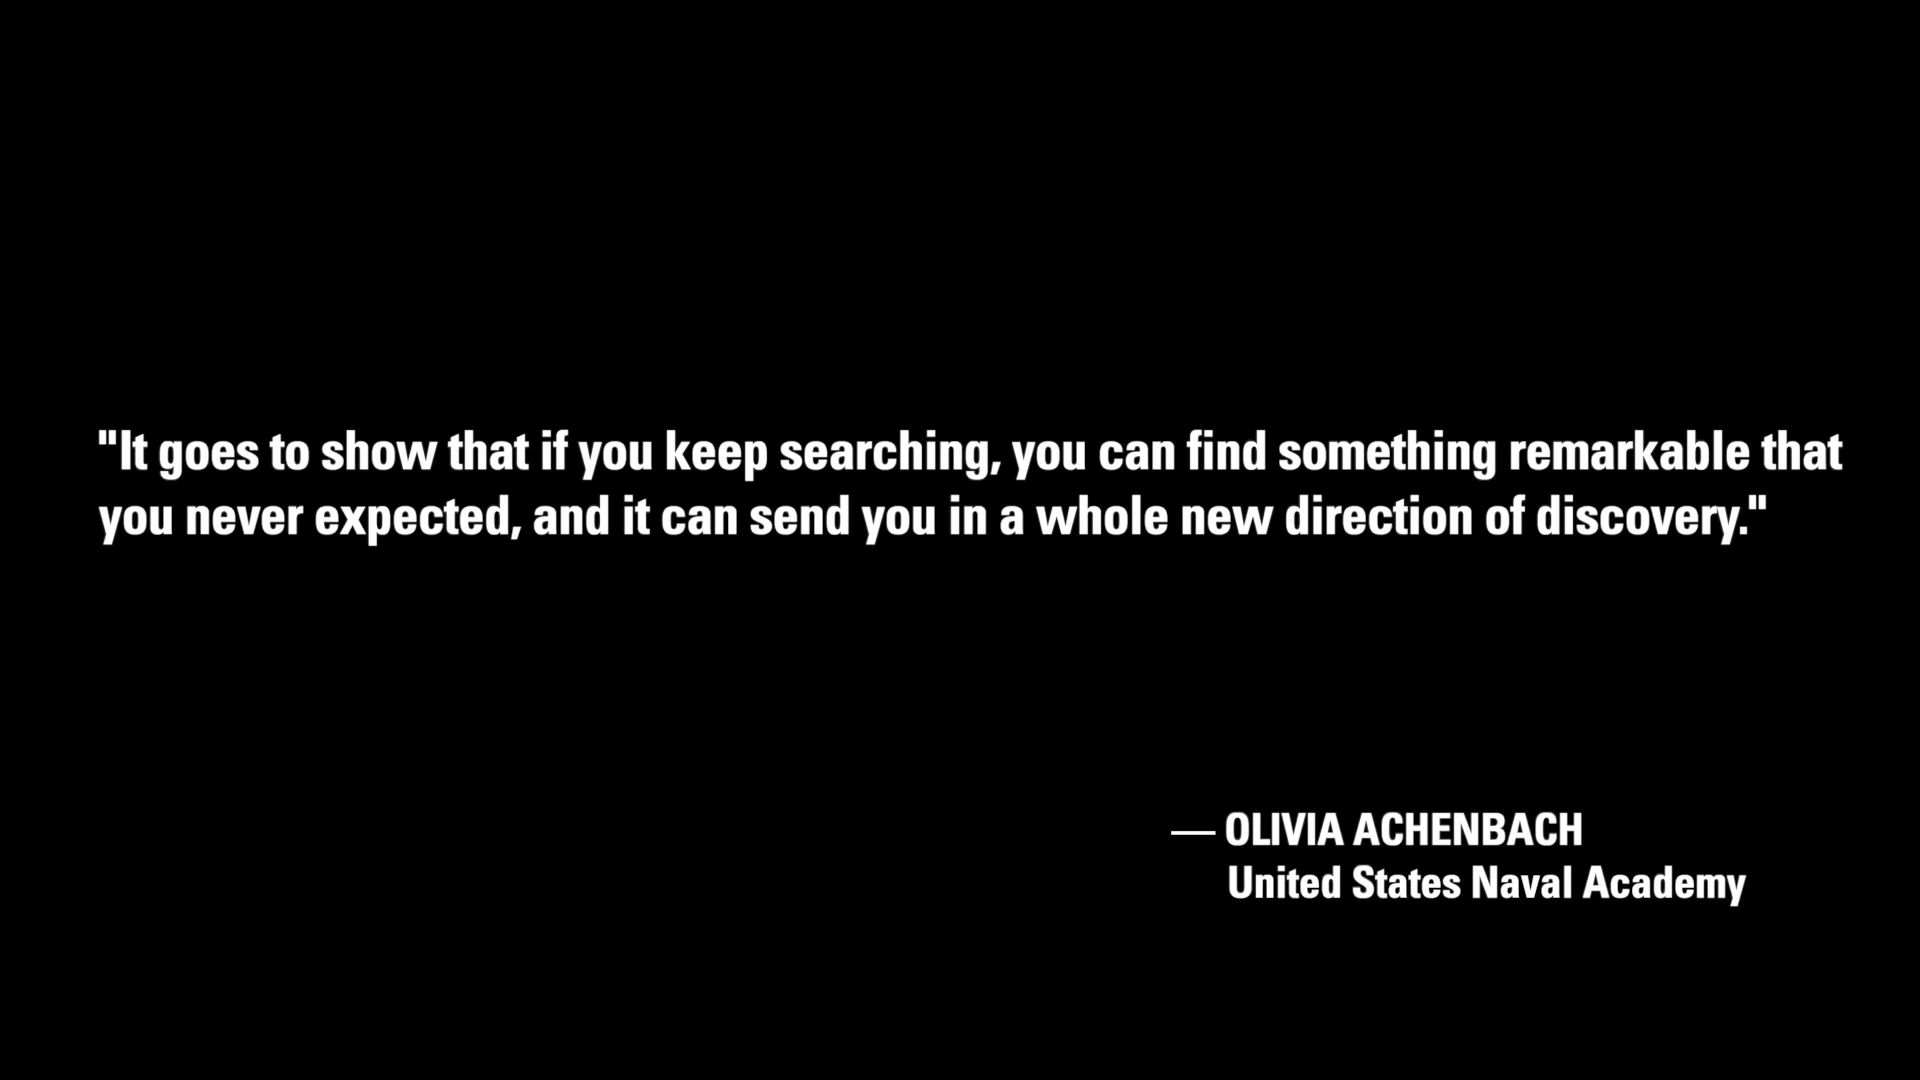 "It goes to show that if you keep searching, you can find something remarkable that
you never expected, and it can send you in a whole new direction of discovery."
— OLIVIA ACHENBACH
United States Naval Academy